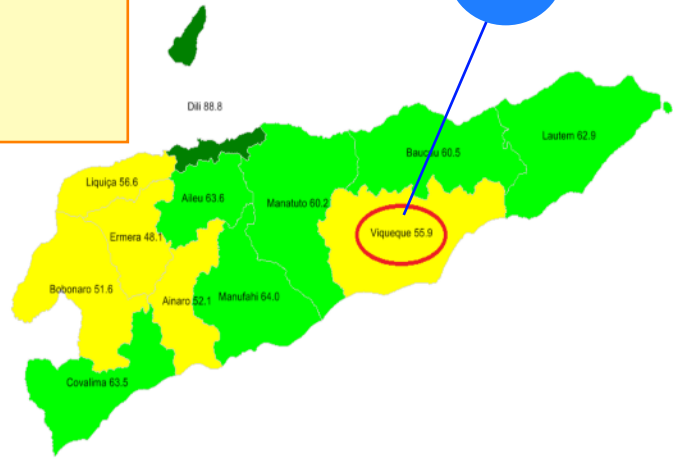 Dili 88.8
Lautem 62.9
Baucau 60.5
Liquiça 56.6
Aileu 63.6
Manatuto 60.2
Ermera 48.1
Viqueque 55.9
Bobonaro 51.6
Ainaro 52.1
Manufahi 64.0
Covalima 63.5